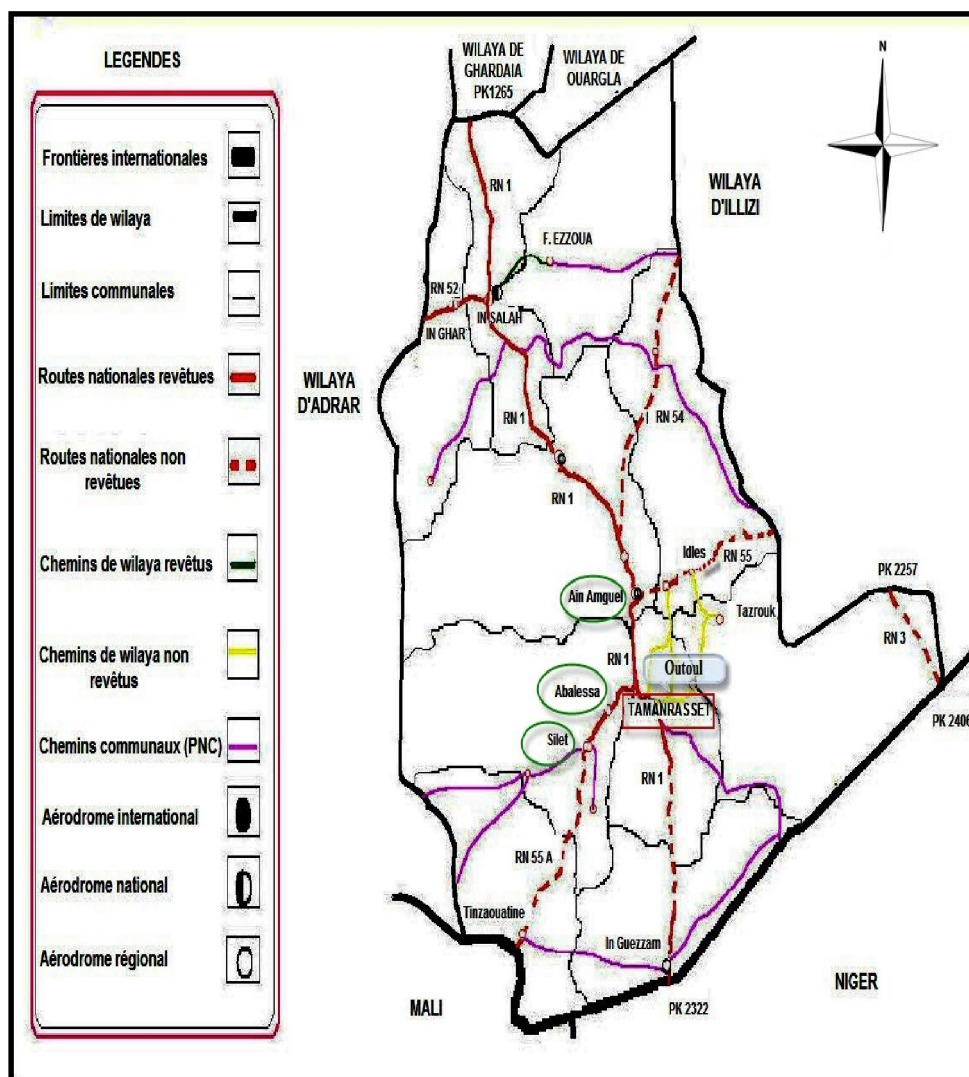 LEGENDES
Frontières internationales
Limites de wilaya
Limites communales
Routes nationales revêtues
Routes nationales non
revêtues
Chemins de wilaya revêtus
Chemins de wilaya non
revêtus
Chemins communaux (PNC)
Aérodrome international
Aérodrome national
Aérodrome régional
WILAYA DE
GHARDAIA
PK1265
WILAYA DE
OUARGLA
N
WILAYA
D'ILLIZI
RN 1
F. EZZOUA
RN 52
IN SALAH
IN GHAR
WILAYA
D'ADRAR
RN 1
RN 54
RN 1
Idles
RN 55
PK 2257
Ain Amguel
Tazrouk
RN 3
RN 1
Outoul
Abalessa
TAMANRASSET
PK 2406
Silet
RN 1
RN 55 A
Tinzaouatine
In Guezzam
MALI
NIGER
PK 2322